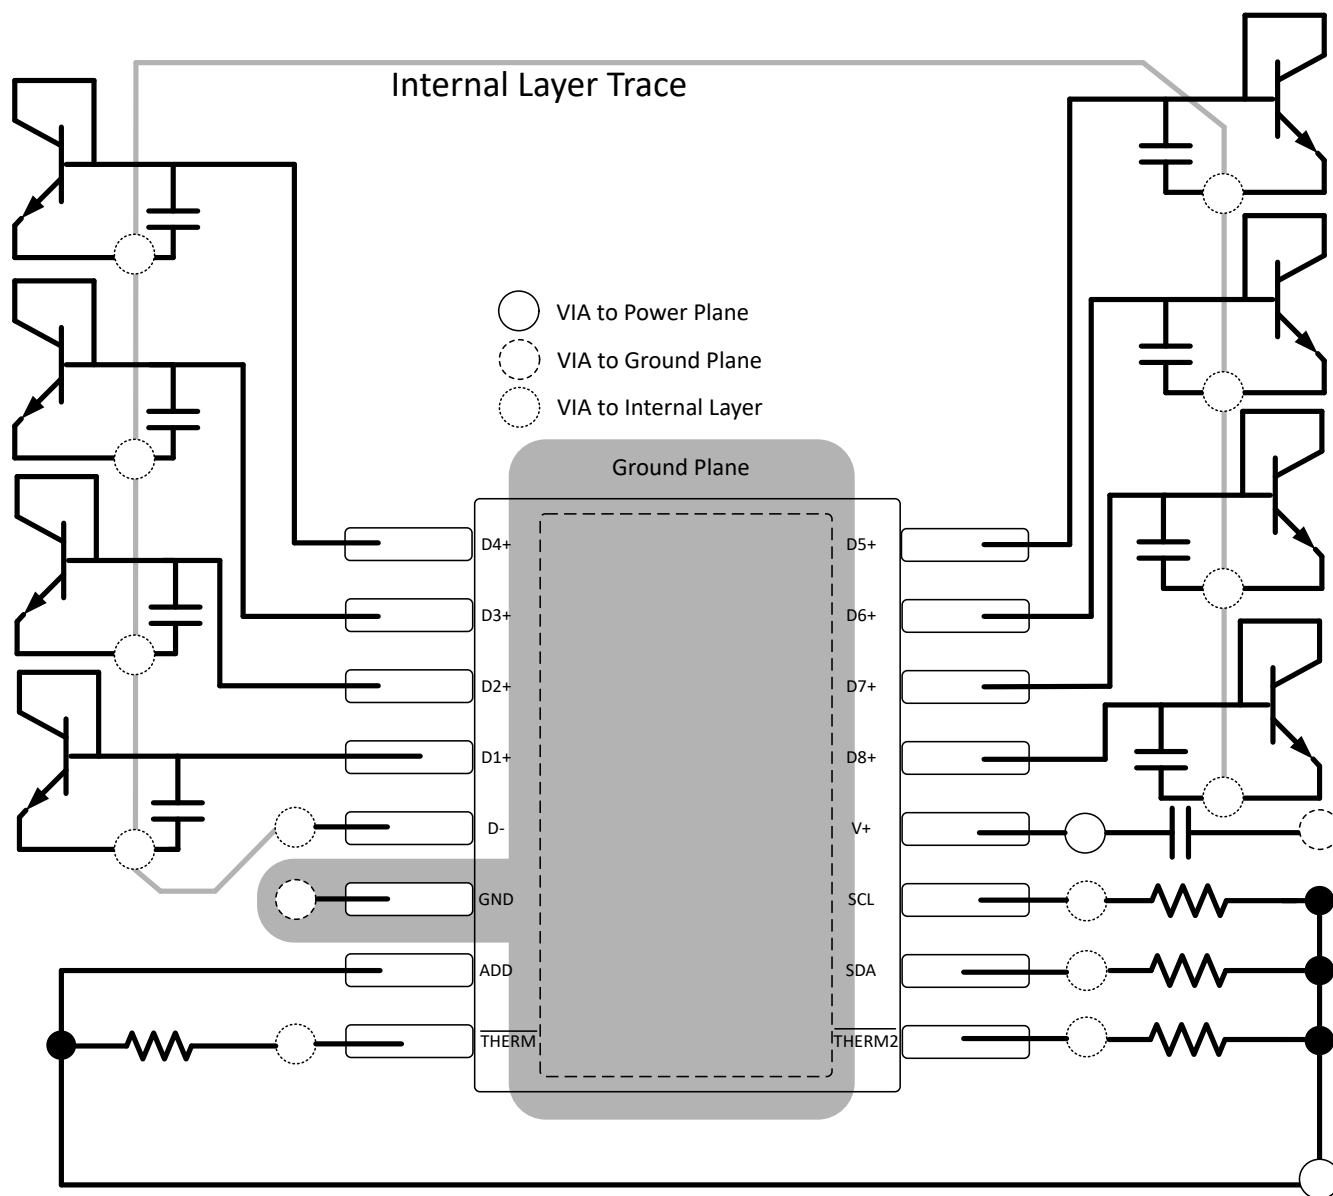 Internal Layer Trace
VIA to Power Plane
VIA to Ground Plane
VIA to Internal Layer
Ground Plane
D4+
D5+
D3+
D6+
D2+
D7+
D1+
D8+
D-
V+
GND
SCL
ADD
SDA
THERM
THERM2